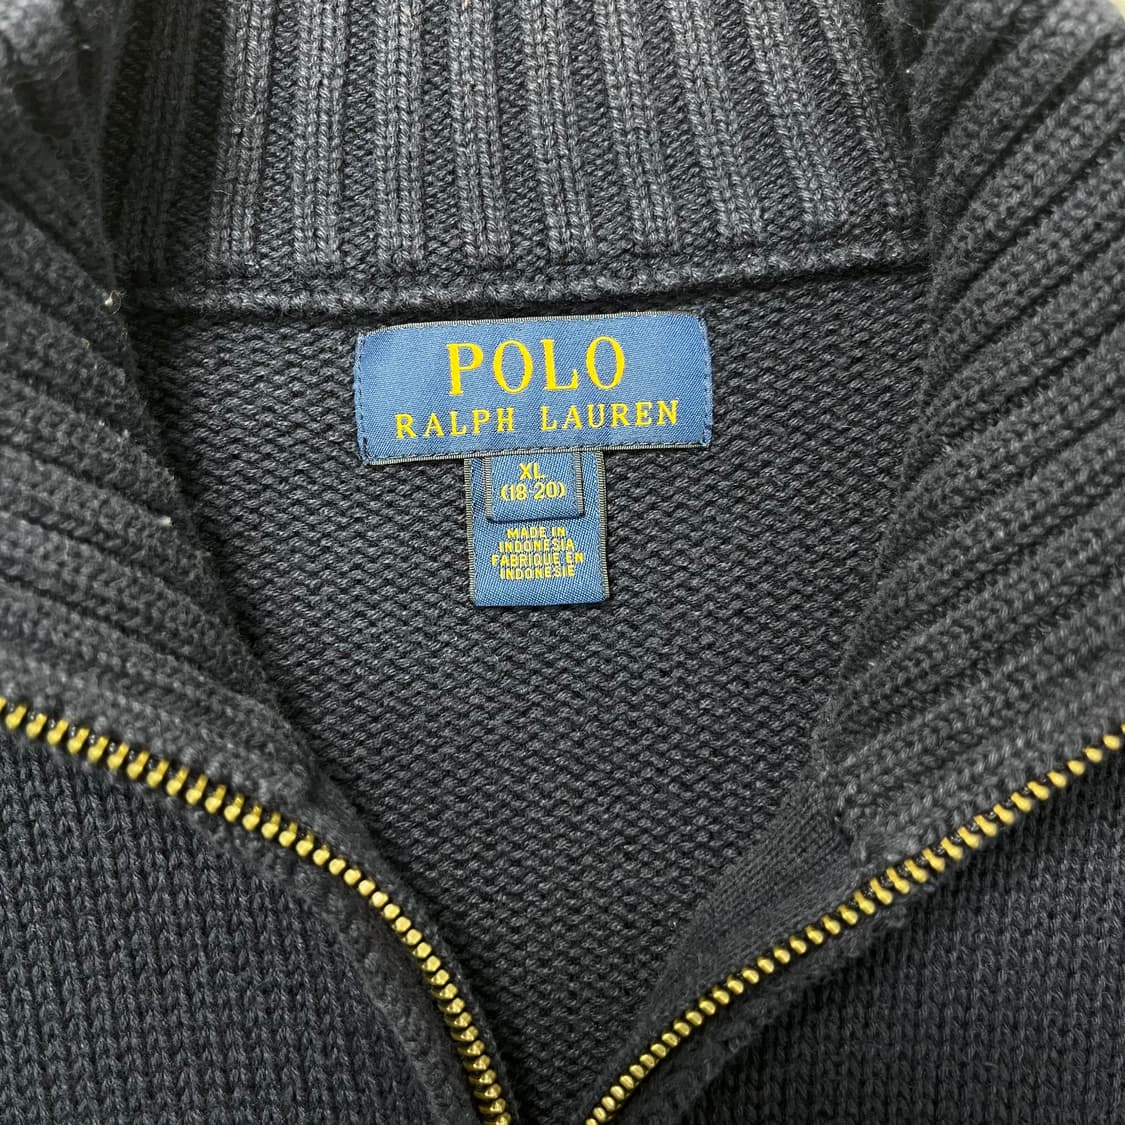 POLO
RALPH LAUREN
XL
(18-20)
MADE IN
INDONESIA
FABRIQUE EN
INDONESIE